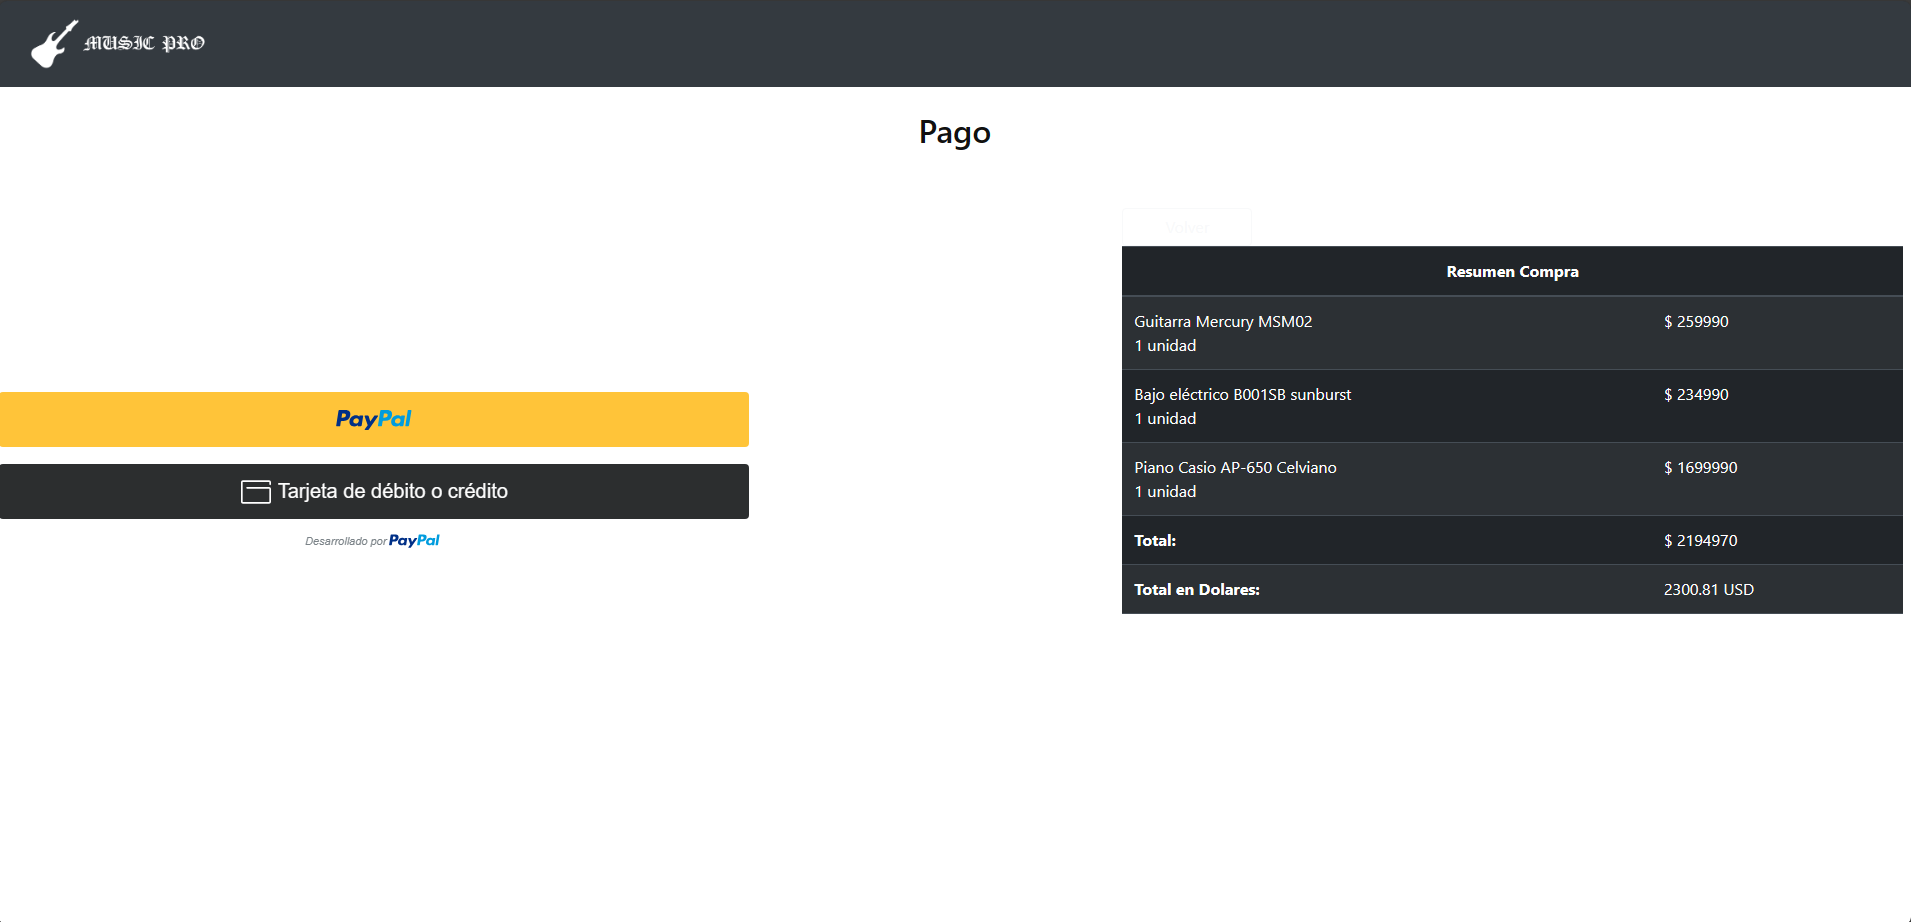 MUSIC PRO
Pago
Volver
Resumen Compra
Guitarra Mercury MSM02 $ 259990
1 unidad
Bajo eléctrico B001SB sunburst $ 234990
1 unidad
Piano Casio AP-650 Celviano $ 1699990
1 unidad
Total: $ 2194970
Total en Dolares: 2300.81 USD
PayPal
Tarjeta de débito o crédito
Desarrollado por PayPal